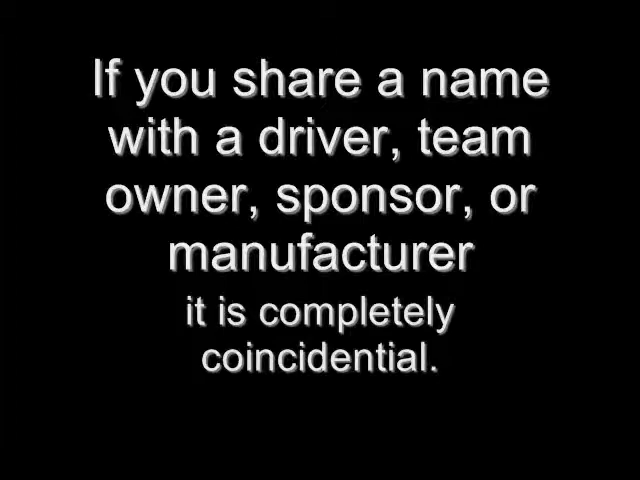 If you share a name
with a driver, team
owner, sponsor, or
manufacturer
it is completely
coincidential.